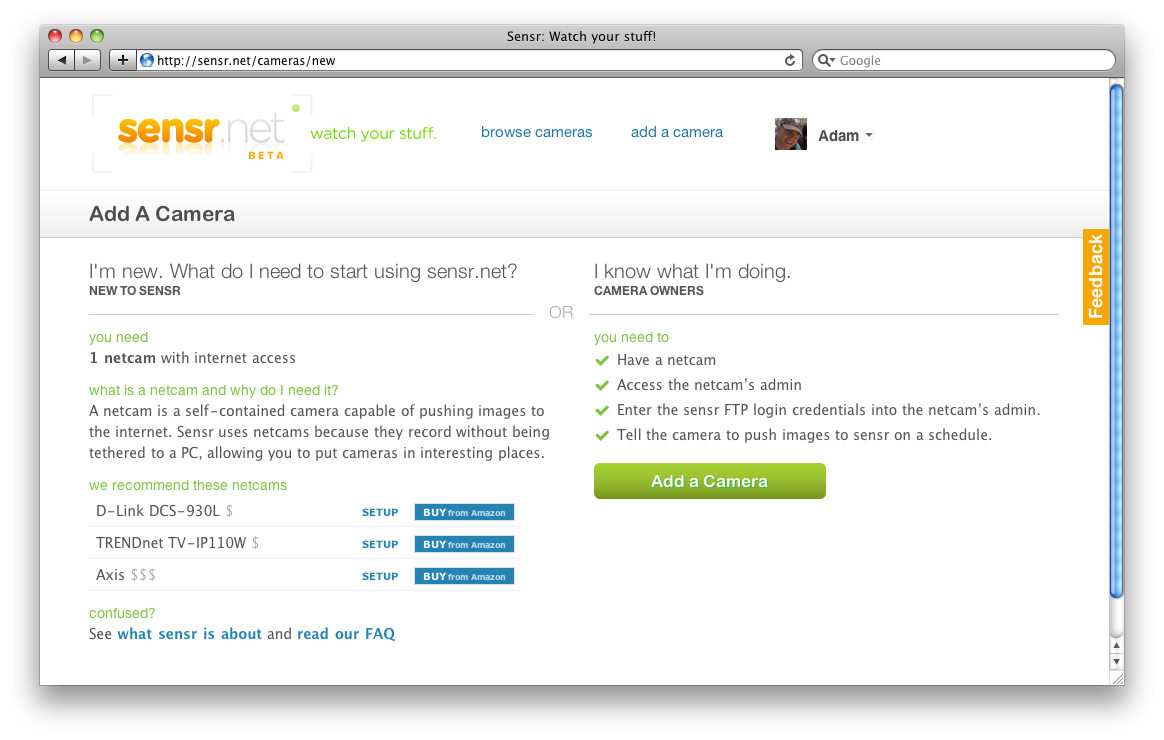 Sensr: Watch your stuff!
http://sensr.net/cameras/new
Google
sensr.net
BETA
watch your stuff.
browse cameras
add a camera
Adam
Add A Camera
Feedback
I'm new. What do I need to start using sensr.net?
NEW TO SENSR
you need
1 netcam with internet access
what is a netcam and why do I need it?
A netcam is a self-contained camera capable of pushing images to
the internet. Sensr uses netcams because they record without being
tethered to a PC, allowing you to put cameras in interesting places.
we recommend these netcams
D-Link DCS-930L $ SETUP BUY from Amazon
TRENDnet TV-IP110W $ SETUP BUY from Amazon
Axis $$$ SETUP BUY from Amazon
confused?
See what sensr is about and read our FAQ
OR
I know what I'm doing.
CAMERA OWNERS
you need to
Have a netcam
Access the netcam’s admin
Enter the sensr FTP login credentials into the netcam’s admin.
Tell the camera to push images to sensr on a schedule.
Add a Camera